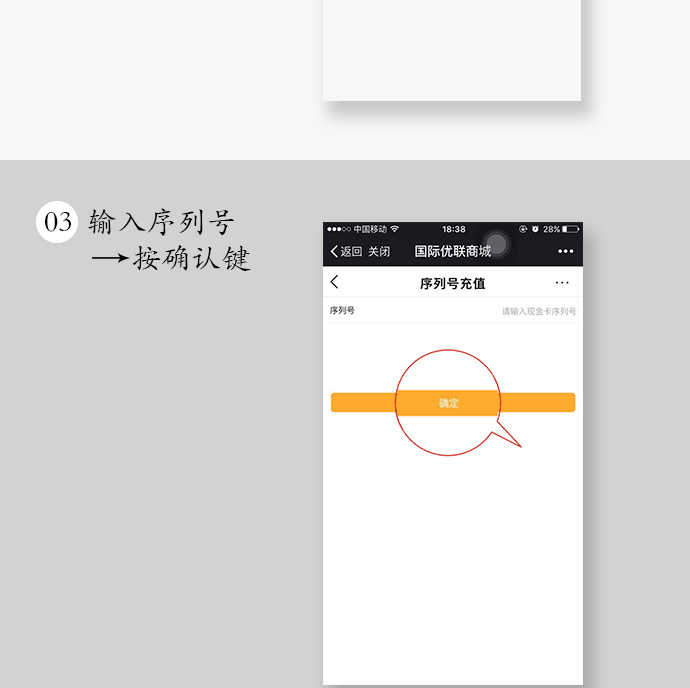 03 输入序列号
→按确认键
●●●○○ 中国移动 18:38 28%
返回 关闭 国际优联商城 •••
序列号充值 ···
序列号 请输入现金卡序列号
确定